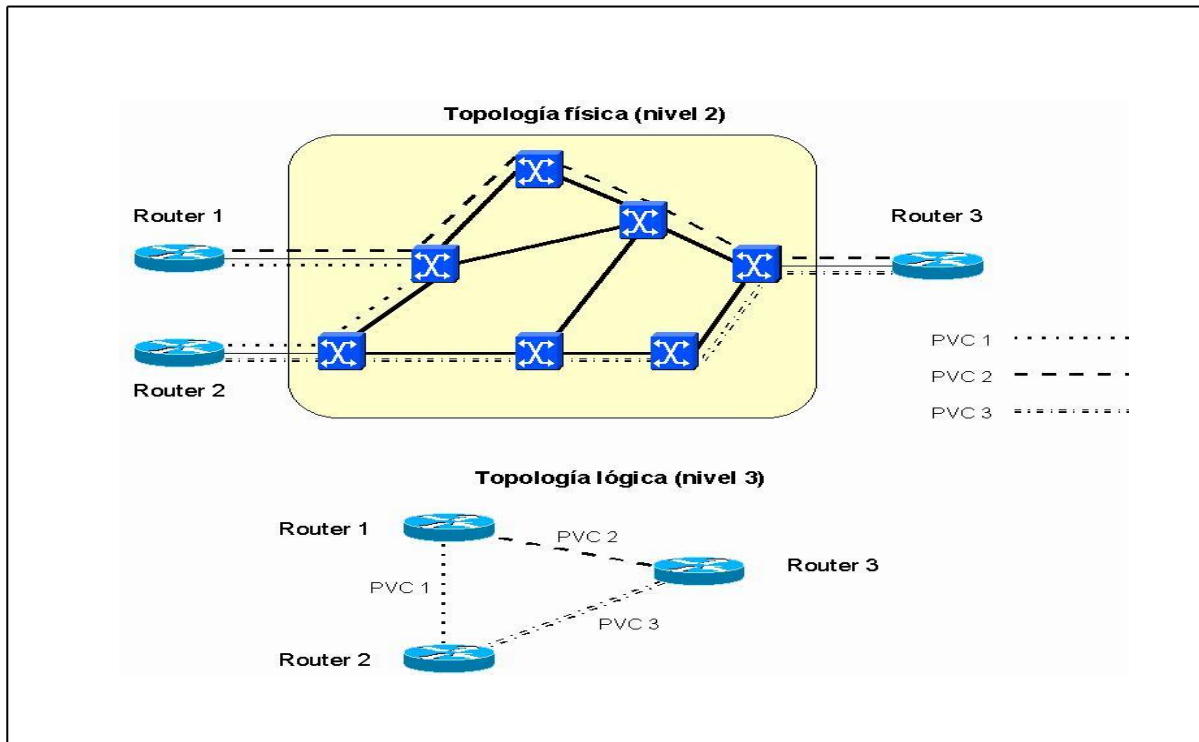 Topología física (nivel 2)
Router 1
Router 3
Router 2
PVC 1
PVC 2
PVC 3
Topología lógica (nivel 3)
Router 1
PVC 2
Router 3
PVC 1
PVC 3
Router 2